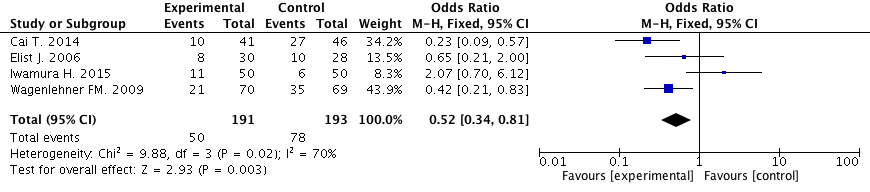 Experimental Control Odds Ratio Odds Ratio
Study or Subgroup Events Total Events Total Weight M-H, Fixed, 95% CI M-H, Fixed, 95% CI
Cai T. 2014 10 41 27 46 34.2% 0.23 [0.09, 0.57]
Elist J. 2006 8 30 10 28 13.5% 0.65 [0.21, 2.00]
Iwamura H. 2015 11 50 6 50 8.3% 2.07 [0.70, 6.12]
Wagenlehner FM. 2009 21 70 35 69 43.9% 0.42 [0.21, 0.83]
Total (95% CI) 191 193 100.0% 0.52 [0.34, 0.81]
Total events 50 78
Heterogeneity: Chi² = 9.88, df = 3 (P = 0.02); I² = 70%
Test for overall effect: Z = 2.93 (P = 0.003)
0.01 0.1 1 10 100
Favours [experimental] Favours [control]